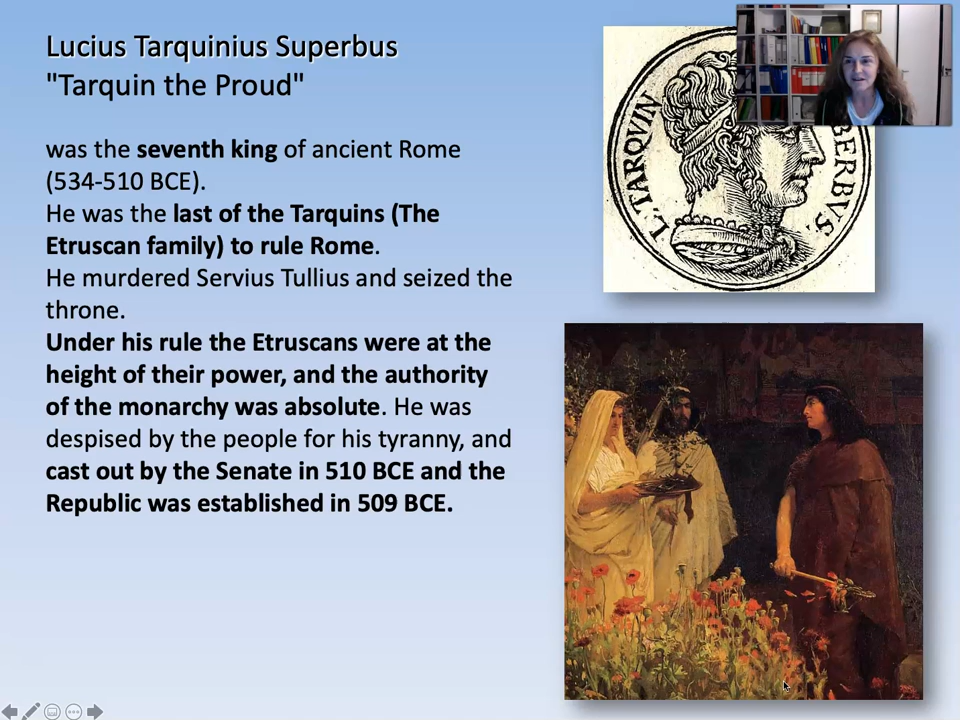 Lucius Tarquinius Superbus
"Tarquin the Proud"
was the seventh king of ancient Rome
(534-510 BCE).
He was the last of the Tarquins (The
Etruscan family) to rule Rome.
He murdered Servius Tullius and seized the
throne.
Under his rule the Etruscans were at the
height of their power, and the authority
of the monarchy was absolute. He was
despised by the people for his tyranny, and
cast out by the Senate in 510 BCE and the
Republic was established in 509 BCE.
L. TARQUIN
BERBVS.